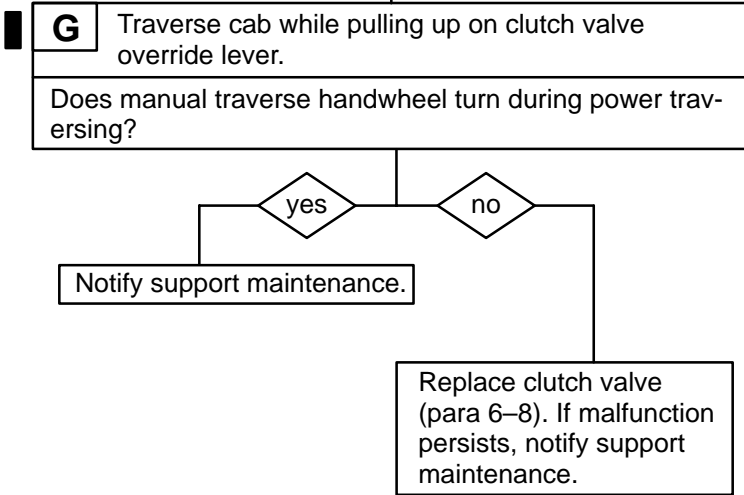 G
Traverse cab while pulling up on clutch valve
override lever.
Does manual traverse handwheel turn during power trav-
ersing?
yes
no
Notify support maintenance.
Replace clutch valve
(para 6–8). If malfunction
persists, notify support
maintenance.